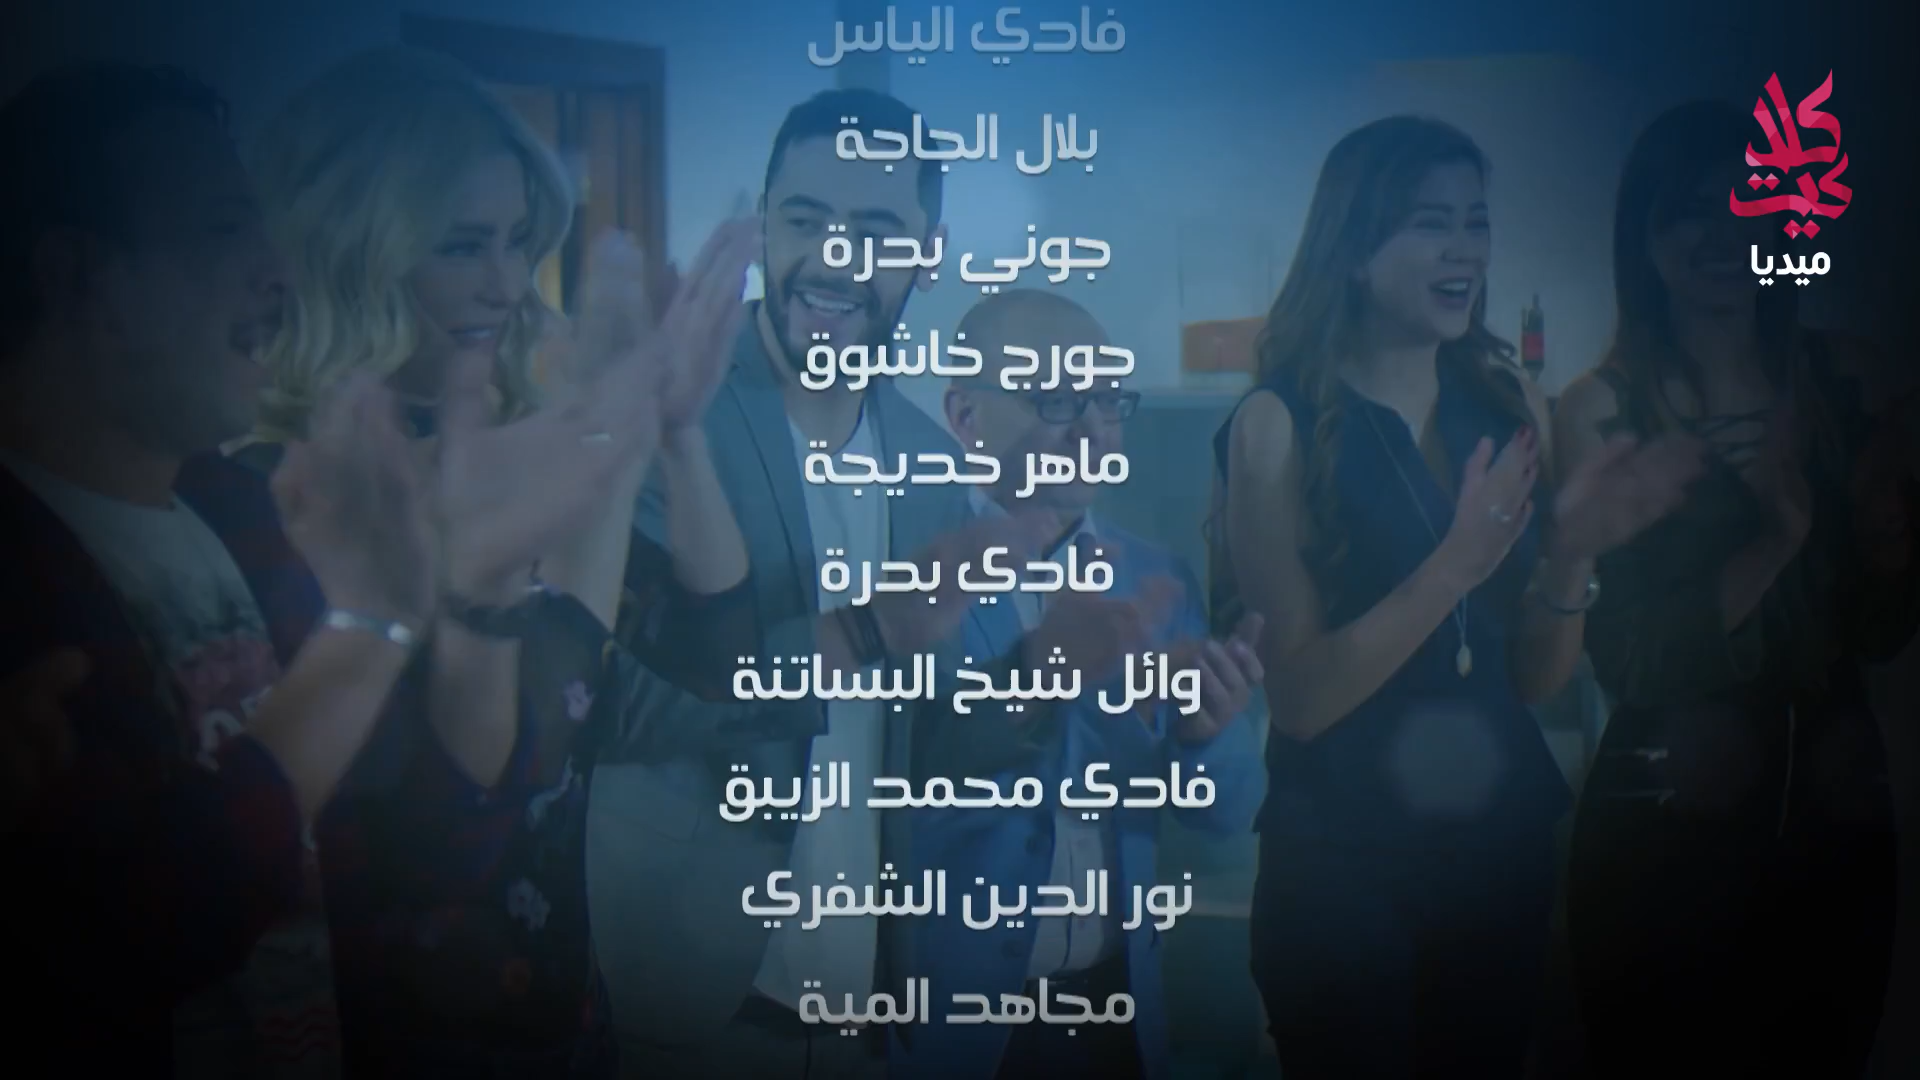 فادي الياس
بلال الجاجة
جوني بدرة
جورج خاشوق
ماهر خديجة
فادي بدرة
وائل شيخ البساتنة
فادي محمد الزيبق
نور الدين الشفري
مجاهد المية
كلاكيت
ميديا